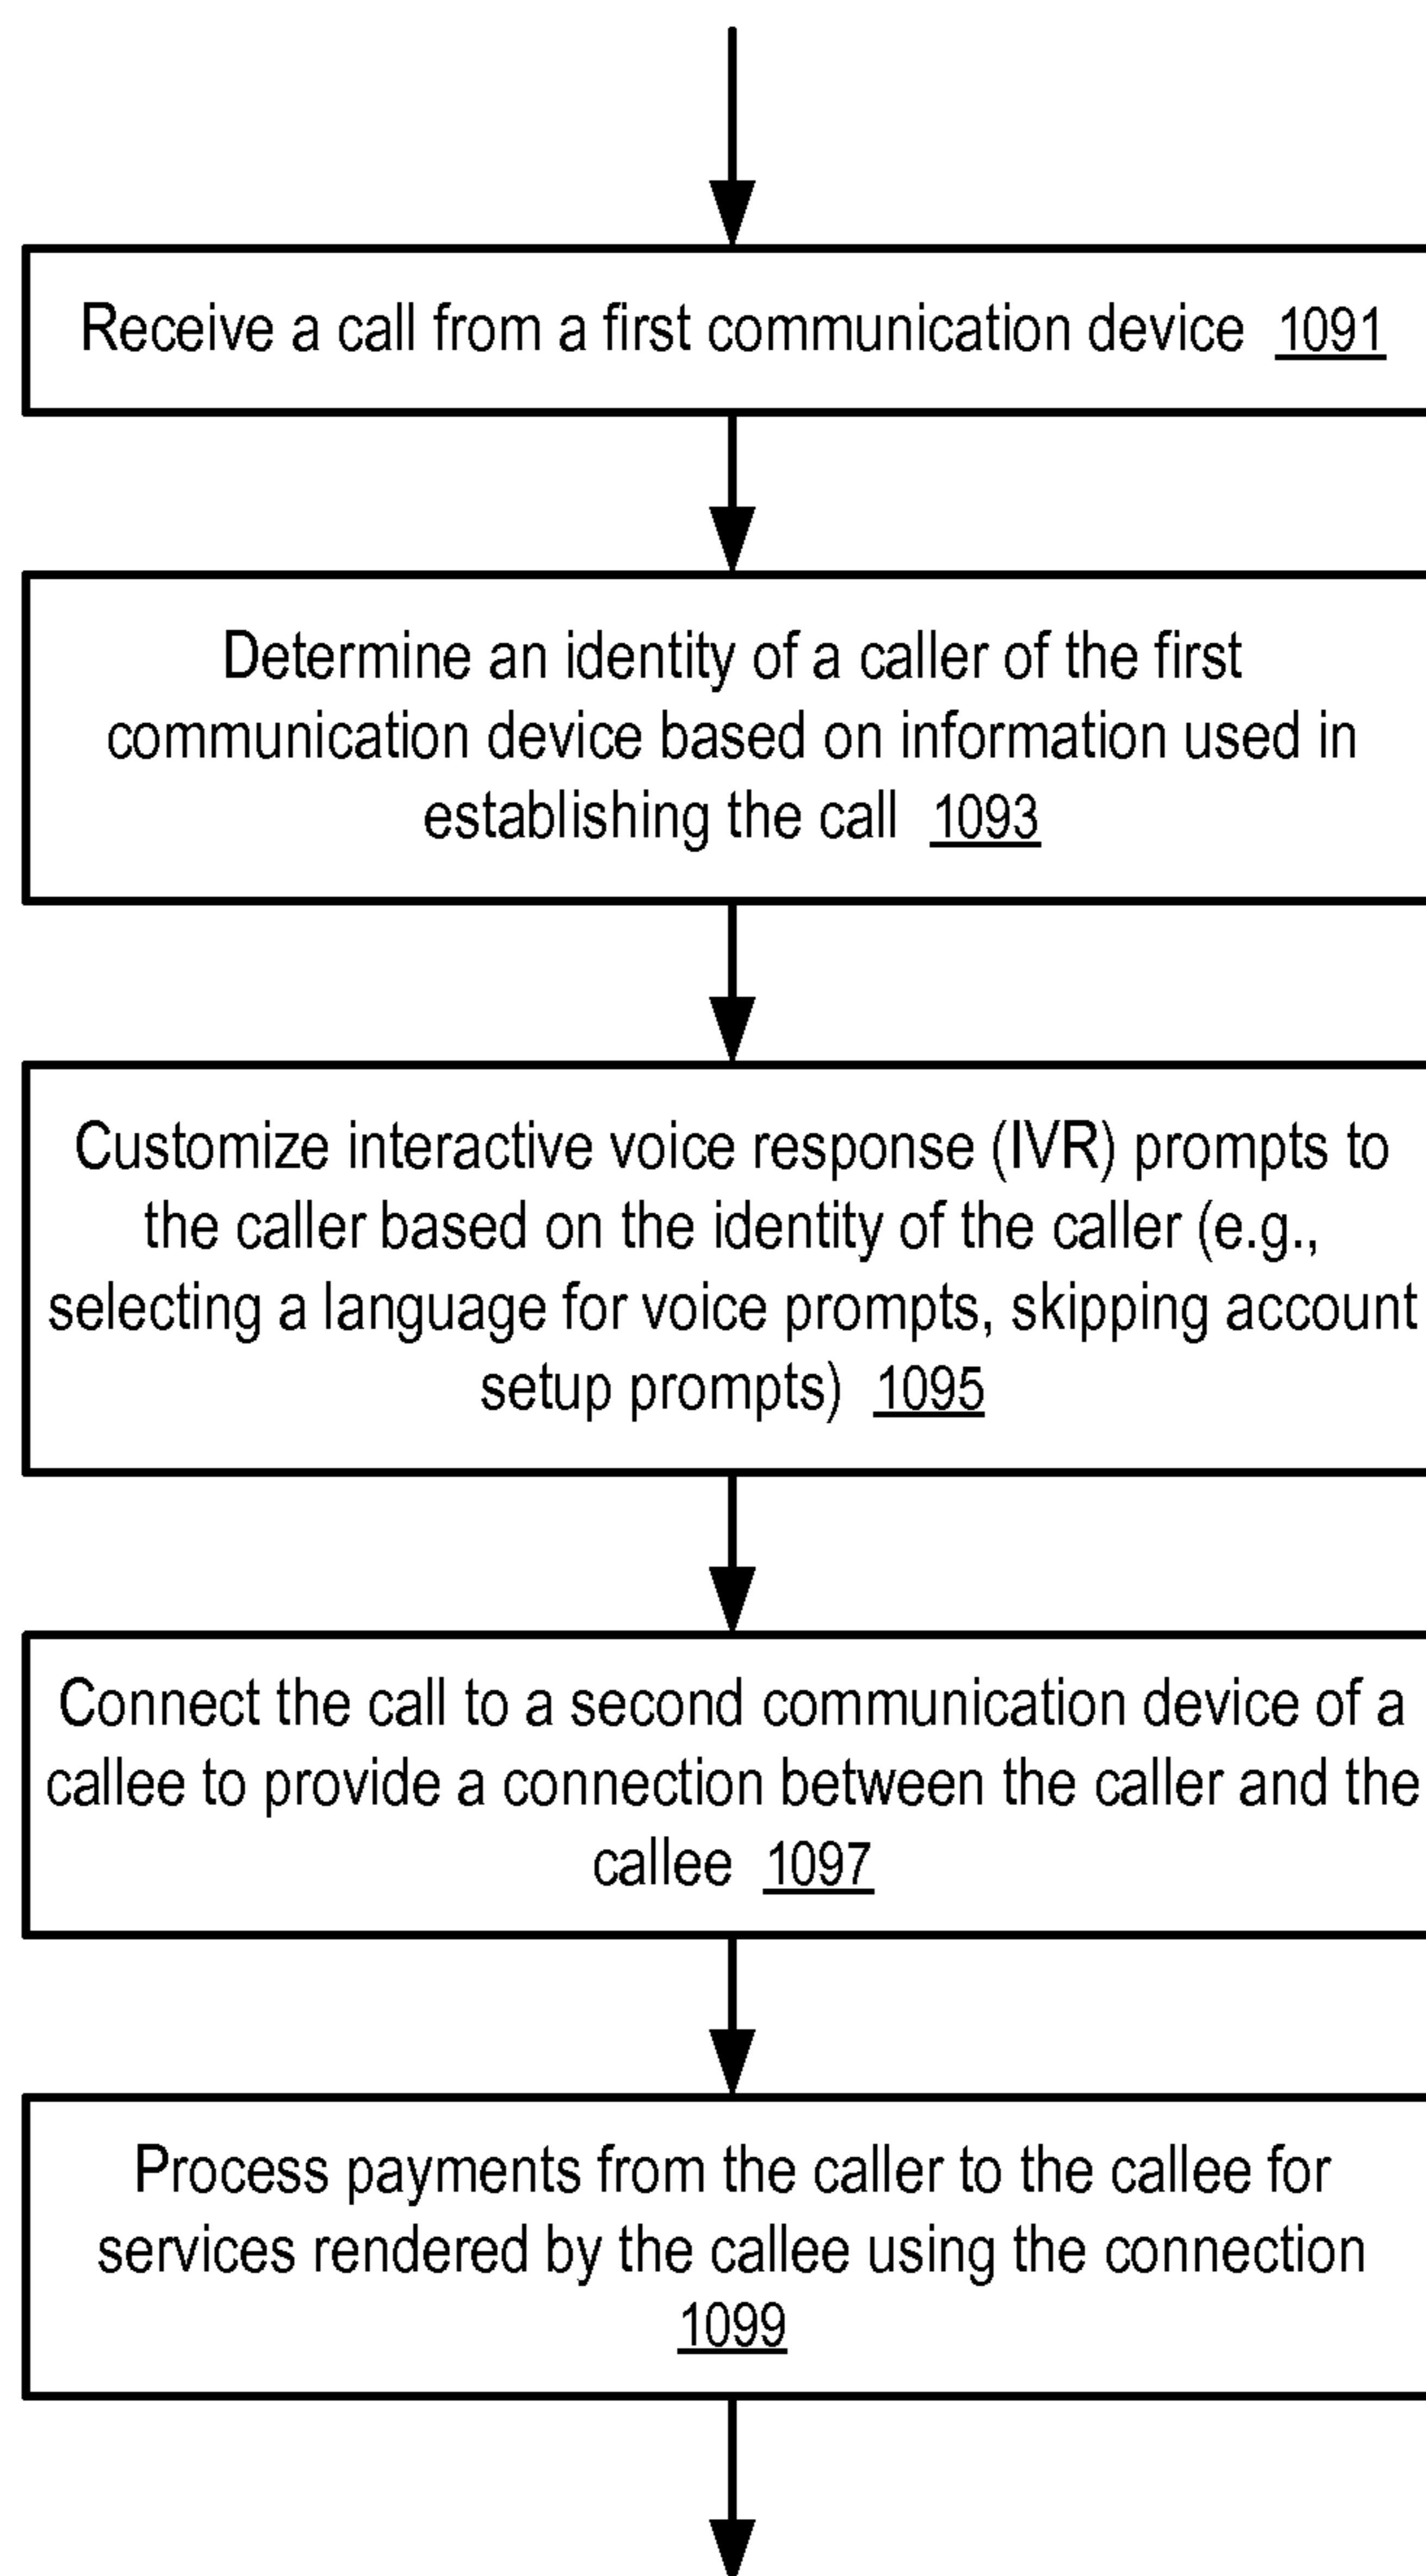 Receive a call from a first communication device 1091
Determine an identity of a caller of the first
communication device based on information used in
establishing the call 1093
Customize interactive voice response (IVR) prompts to
the caller based on the identity of the caller (e.g.,
selecting a language for voice prompts, skipping account
setup prompts) 1095
Connect the call to a second communication device of a
callee to provide a connection between the caller and the
callee 1097
Process payments from the caller to the callee for
services rendered by the callee using the connection
1099